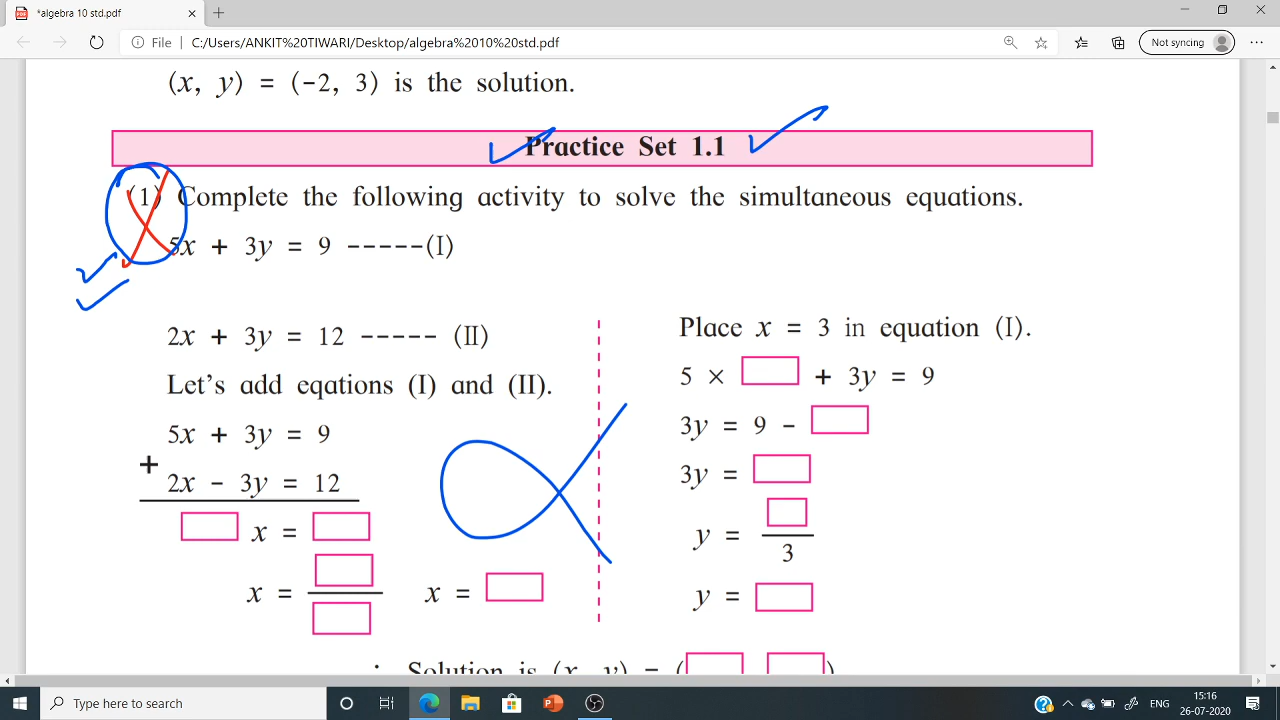 *algebra 10 std.pdf
File | C:/Users/ANKIT%20TIWARI/Desktop/algebra%2010%20std.pdf
Not syncing
(x, y) = (-2, 3) is the solution.
Practice Set 1.1
(1) Complete the following activity to solve the simultaneous equations.
5x + 3y = 9 -----(I)
2x + 3y = 12 ----- (II)
Let's add eqations (I) and (II).
5x + 3y = 9
+
2x - 3y = 12
x =
x =
x =
Place x = 3 in equation (I).
5 × + 3y = 9
3y = 9 -
3y =
y =
3
y =
∴ Solution is (x, y) = ( )
Type here to search
ENG
15:16
26-07-2020